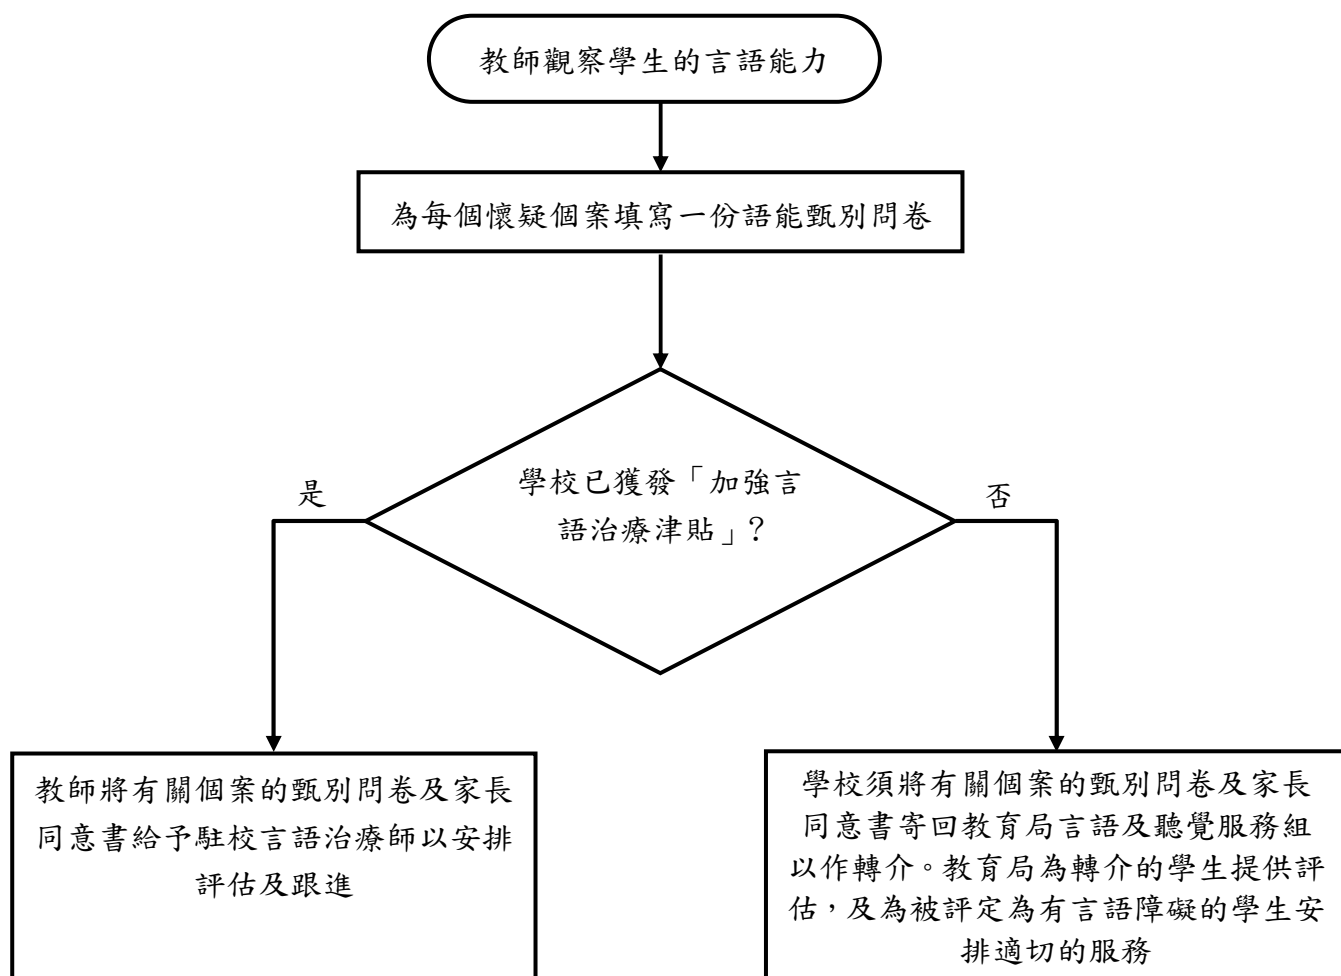 教師觀察學生的言語能力
為每個懷疑個案填寫一份語能甄別問卷
學校已獲發「加強言
語治療津貼」？
是
否
教師將有關個案的甄別問卷及家長
同意書給予駐校言語治療師以安排
評估及跟進
學校須將有關個案的甄別問卷及家長
同意書寄回教育局言語及聽覺服務組
以作轉介。教育局為轉介的學生提供評
估，及為被評定為有言語障礙的學生安
排適切的服務